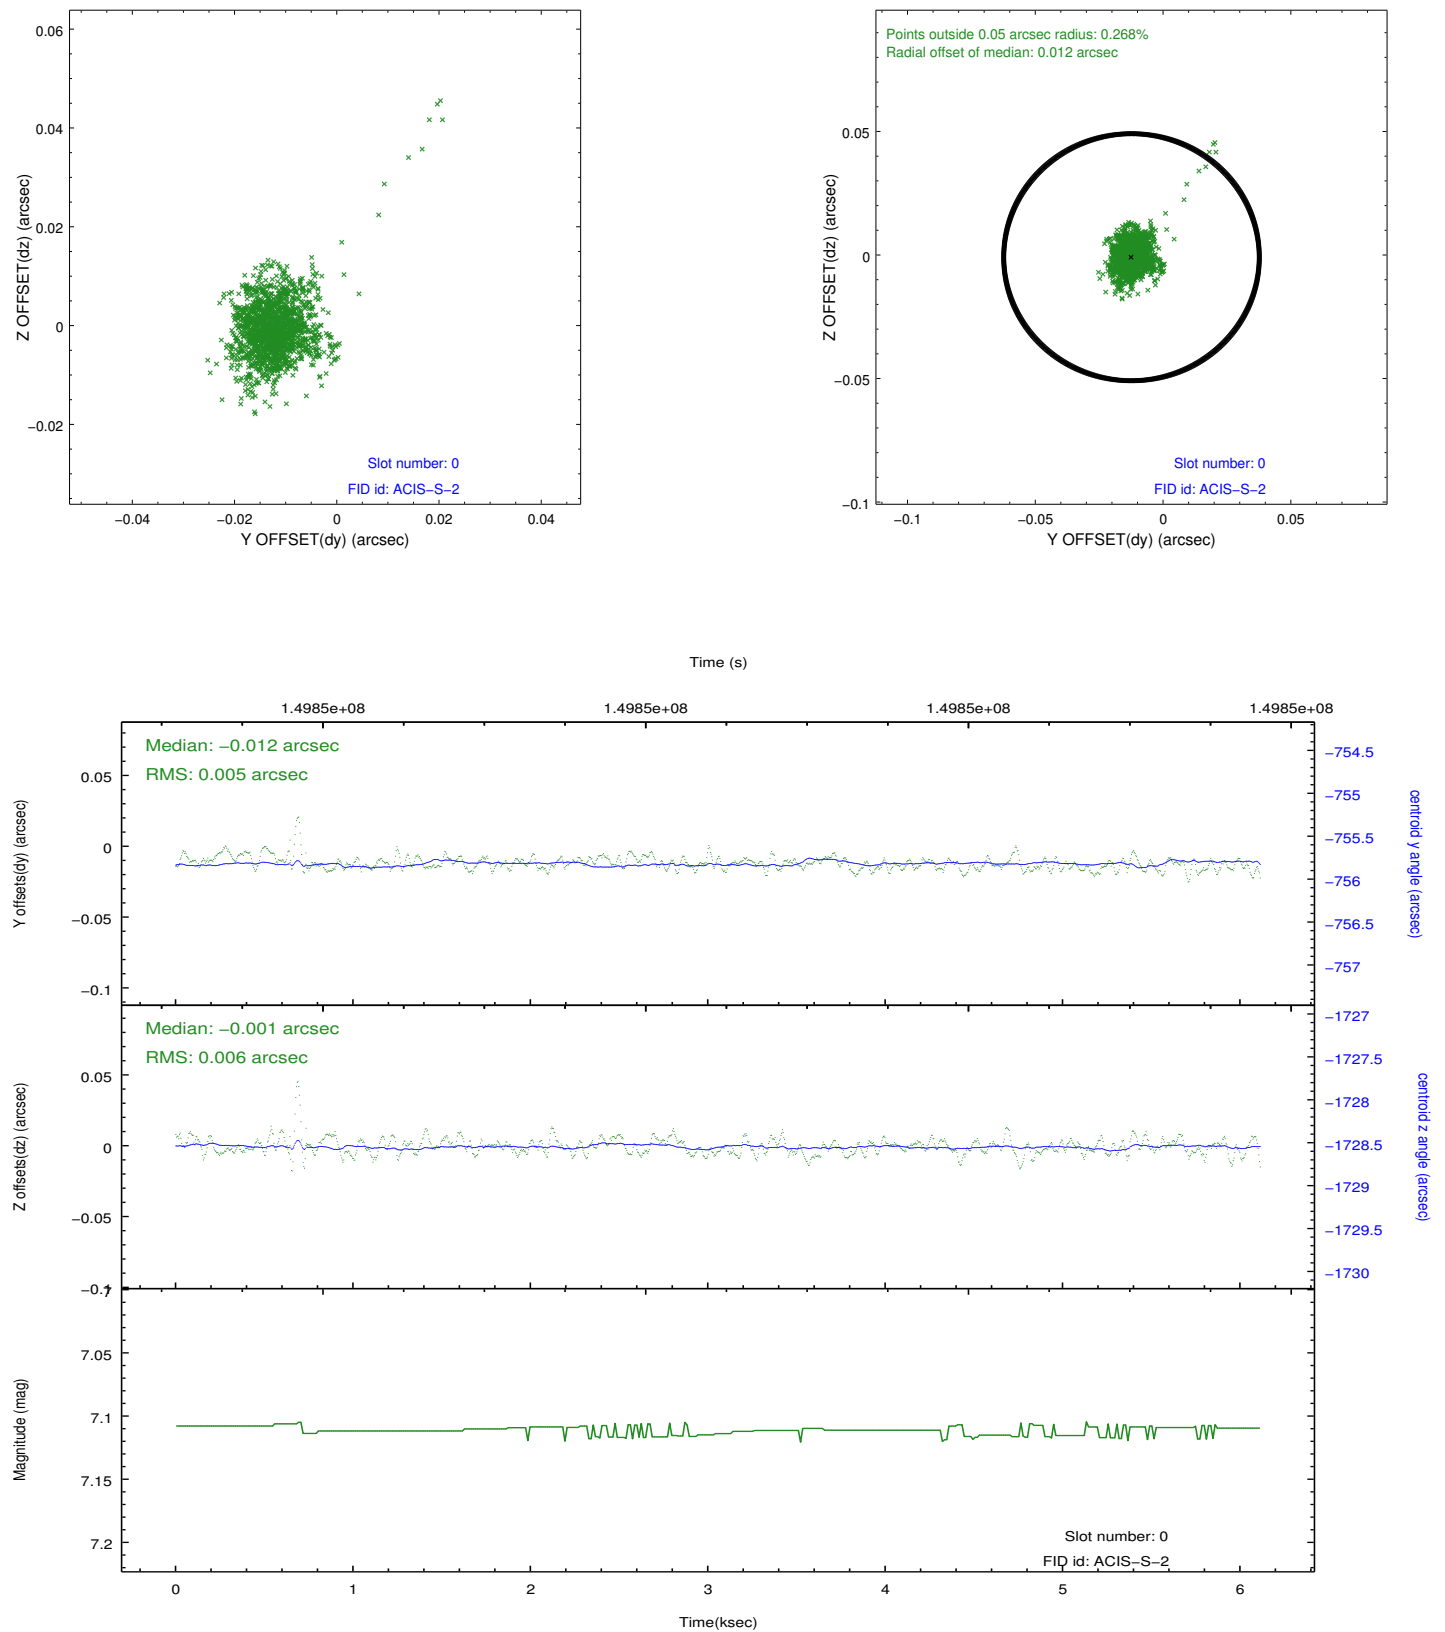 0.06
0.04
0.02
0
−0.02
Z OFFSET(dz) (arcsec)
Slot number: 0
FID id: ACIS−S−2
−0.04 −0.02 0 0.02 0.04
Y OFFSET(dy) (arcsec)
Points outside 0.05 arcsec radius: 0.268%
Radial offset of median: 0.012 arcsec
0.05
0
−0.05
−0.1
Z OFFSET(dz) (arcsec)
Slot number: 0
FID id: ACIS−S−2
−0.1 −0.05 0 0.05
Y OFFSET(dy) (arcsec)
Time (s)
1.4985e+08 1.4985e+08 1.4985e+08 1.4985e+08
Median: −0.012 arcsec
RMS: 0.005 arcsec
0.05
0
−0.05
−0.1
Y offsets(dy) (arcsec)
−754.5
−755
−755.5
−756
−756.5
−757
centroid y angle (arcsec)
Median: −0.001 arcsec
RMS: 0.006 arcsec
0.05
0
−0.05
−0.1
Z offsets(dz) (arcsec)
−1727
−1727.5
−1728
−1728.5
−1729
−1729.5
−1730
centroid z angle (arcsec)
7
7.05
7.1
7.15
7.2
Magnitude (mag)
Slot number: 0
FID id: ACIS−S−2
0 1 2 3 4 5 6
Time(ksec)